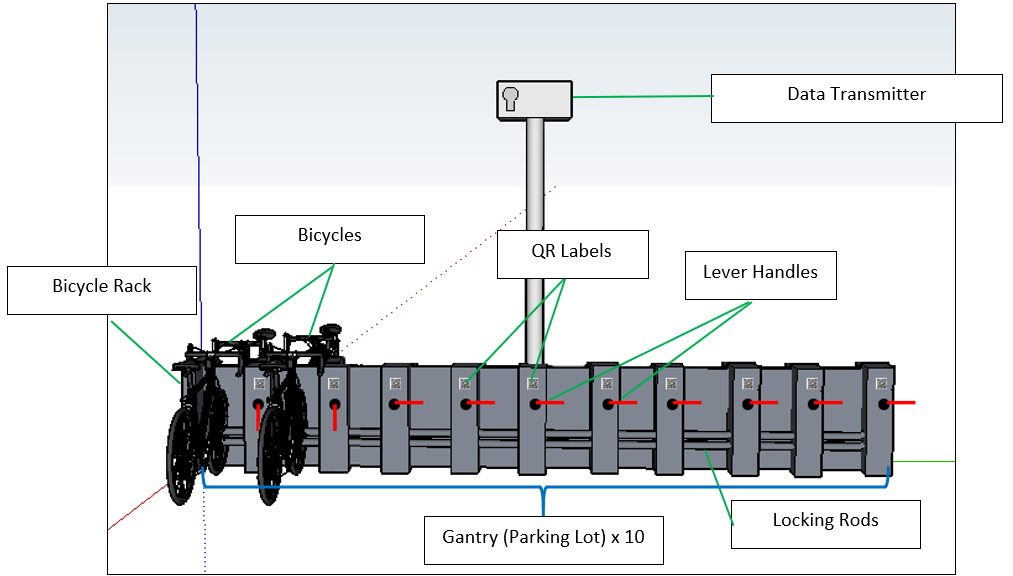 Data Transmitter
Bicycles
QR Labels
Lever Handles
Bicycle Rack
Locking Rods
Gantry (Parking Lot) x 10